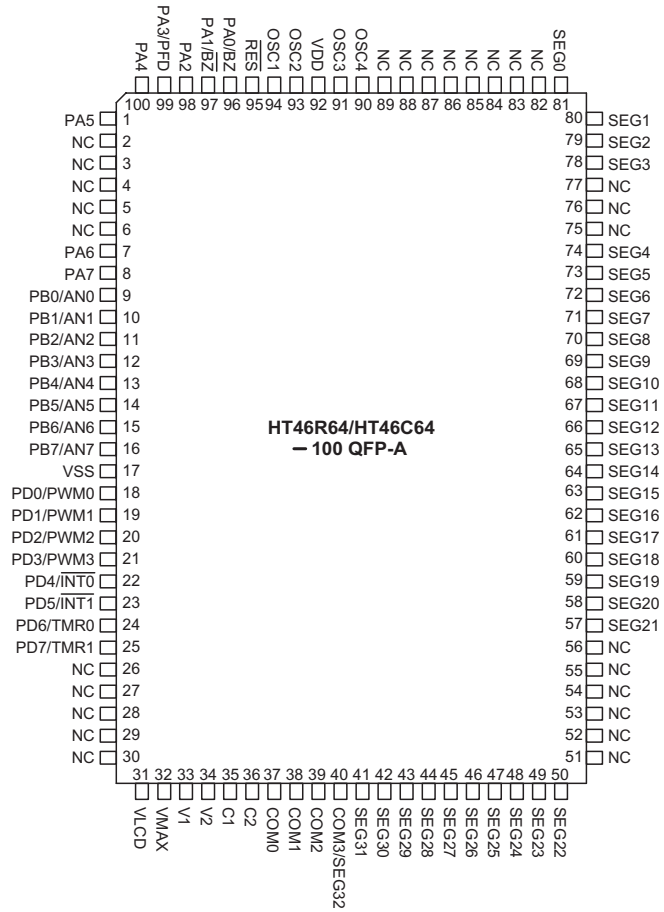 PA4
PA3/PFD
PA2
PA1/B̅Z̅
PA0/BZ
R̅E̅S̅
OSC1
OSC2
VDD
OSC3
OSC4
NC
NC
NC
NC
NC
NC
NC
NC
SEG0
100 99 98 97 96 95 94 93 92 91 90 89 88 87 86 85 84 83 82 81
PA5 1
NC 2
NC 3
NC 4
NC 5
NC 6
PA6 7
PA7 8
PB0/AN0 9
PB1/AN1 10
PB2/AN2 11
PB3/AN3 12
PB4/AN4 13
PB5/AN5 14
PB6/AN6 15
PB7/AN7 16
VSS 17
PD0/PWM0 18
PD1/PWM1 19
PD2/PWM2 20
PD3/PWM3 21
PD4/I̅N̅T̅0̅ 22
PD5/I̅N̅T̅1̅ 23
PD6/TMR0 24
PD7/TMR1 25
NC 26
NC 27
NC 28
NC 29
NC 30
HT46R64/HT46C64
– 100 QFP-A
80 SEG1
79 SEG2
78 SEG3
77 NC
76 NC
75 NC
74 SEG4
73 SEG5
72 SEG6
71 SEG7
70 SEG8
69 SEG9
68 SEG10
67 SEG11
66 SEG12
65 SEG13
64 SEG14
63 SEG15
62 SEG16
61 SEG17
60 SEG18
59 SEG19
58 SEG20
57 SEG21
56 NC
55 NC
54 NC
53 NC
52 NC
51 NC
31 32 33 34 35 36 37 38 39 40 41 42 43 44 45 46 47 48 49 50
VLCD
VMAX
V1
V2
C1
C2
COM0
COM1
COM2
COM3/SEG32
SEG31
SEG30
SEG29
SEG28
SEG27
SEG26
SEG25
SEG24
SEG23
SEG22